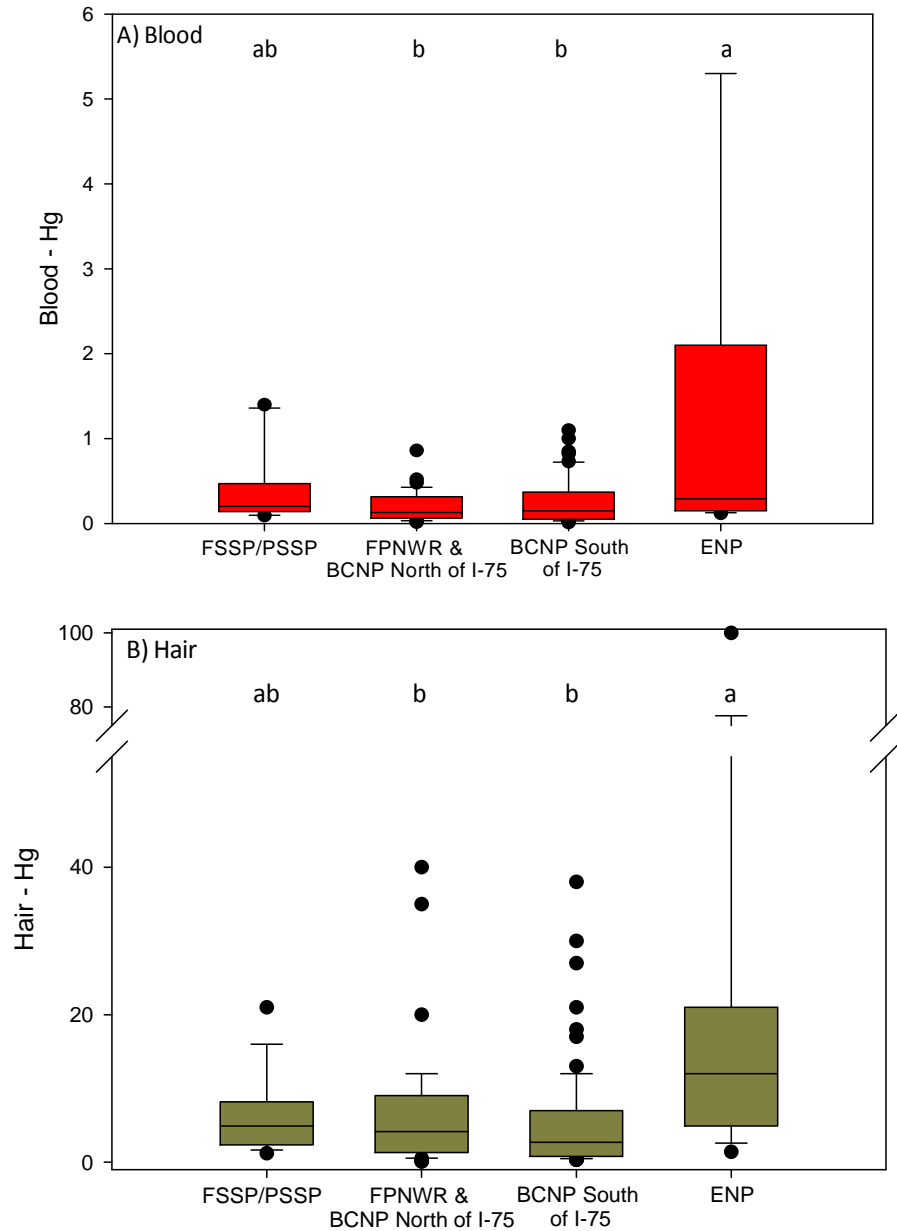 A) Blood
ab b b a
6
5
4
3
2
1
0
Blood - Hg
FSSP/PSSP
FPNWR &
BCNP North of I-75
BCNP South
of I-75
ENP
B) Hair
ab b b a
100
80
40
20
0
Hair - Hg
FSSP/PSSP
FPNWR &
BCNP North of I-75
BCNP South
of I-75
ENP